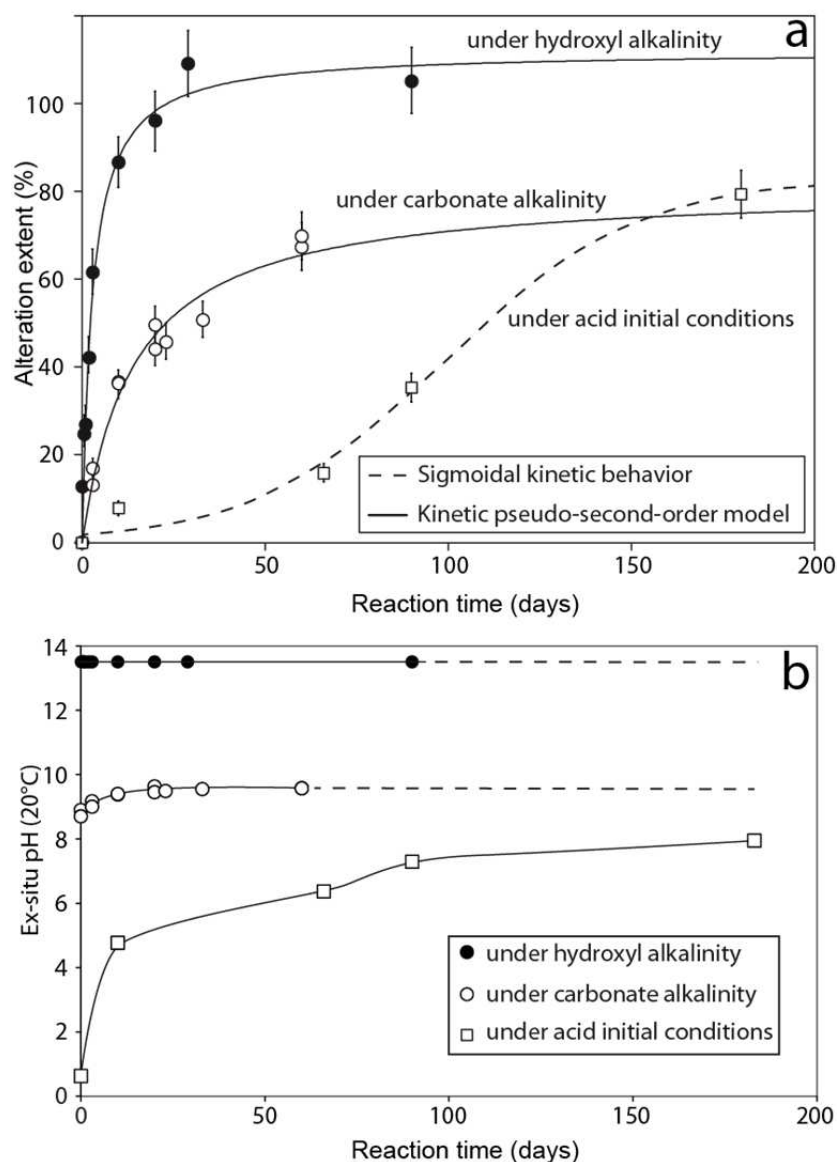 a
under hydroxyl alkalinity
under carbonate alkalinity
under acid initial conditions
Alteration extent (%)
100
80
60
40
20
0
Sigmoidal kinetic behavior
Kinetic pseudo-second-order model
0
50
100
150
200
Reaction time (days)
b
Ex-situ pH (20°C)
14
12
10
8
6
4
2
0
under hydroxyl alkalinity
under carbonate alkalinity
under acid initial conditions
0
50
100
150
200
Reaction time (days)